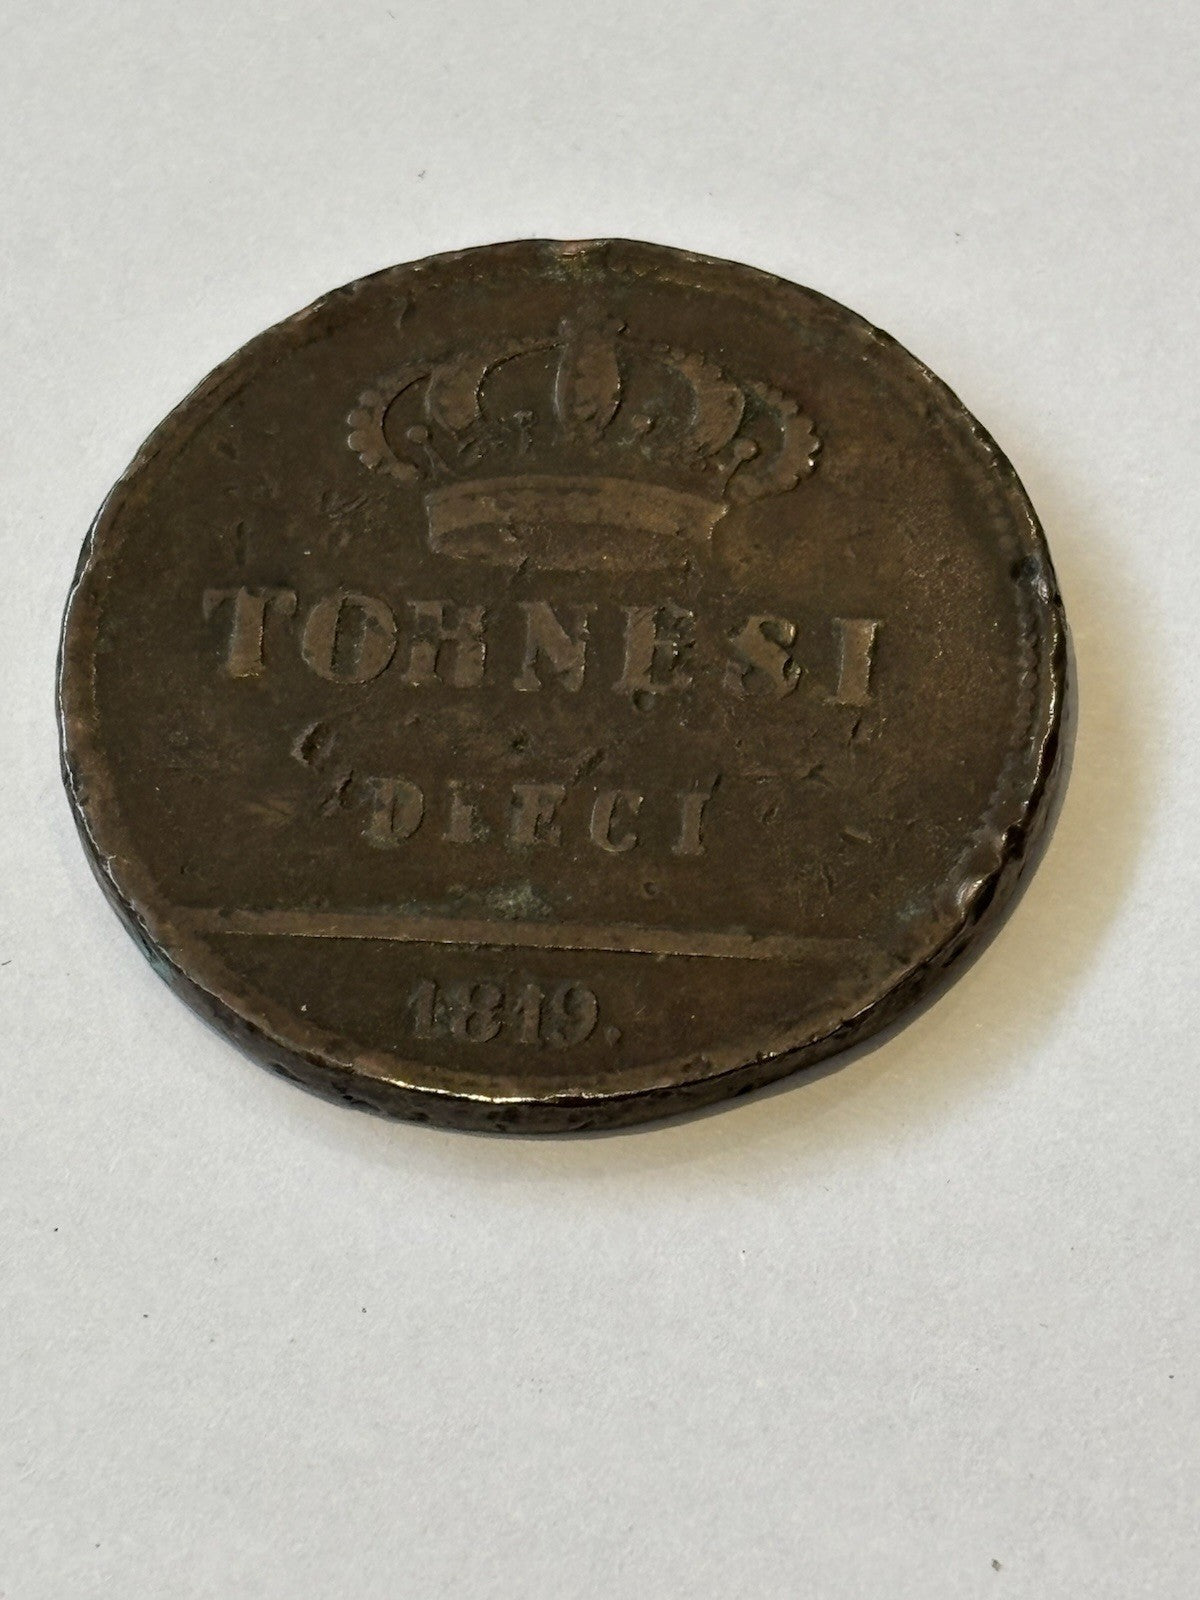 TORNESI
DIECI
1819.